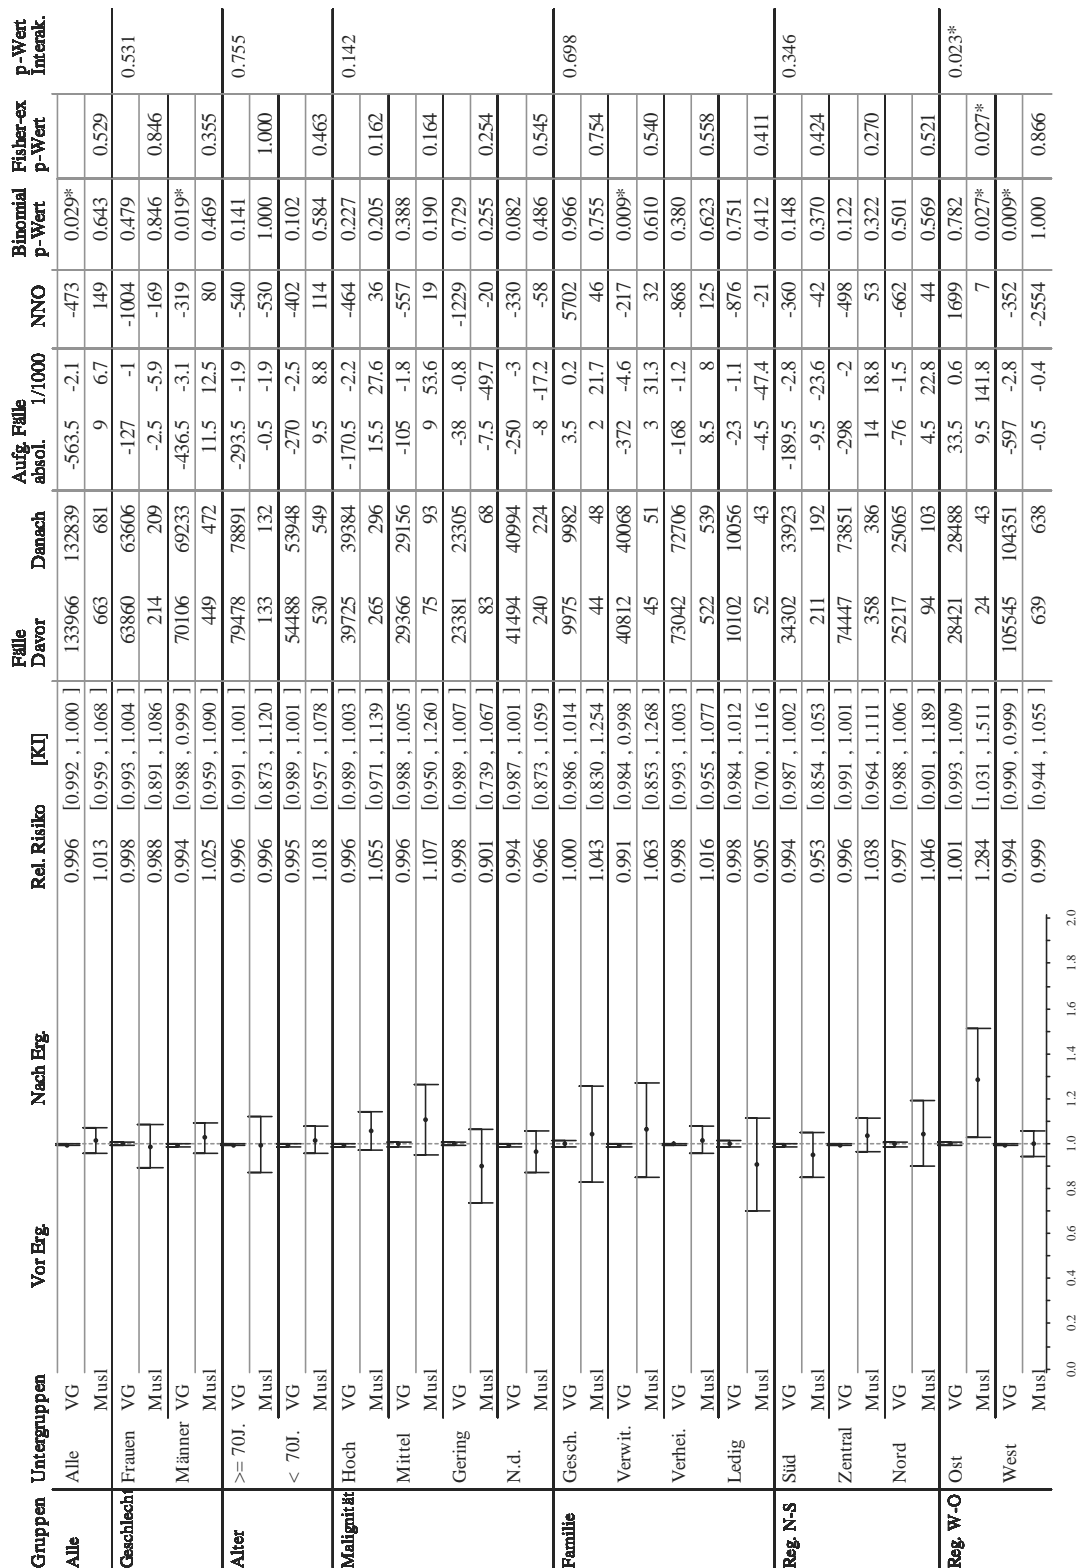 Gruppen Untergruppen Vor Erg. Nach Erg. Rel. Risiko [KI] Fälle Davor Danach Aufg. Fälle absol. 1/1000 NNO Binomial p-Wert Fisher-ex p-Wert p-Wert Interak.
Alle Alle VG 0.996 [0.992 , 1.000 ] 133966 132839 -563.5 -2.1 -473 0.029*
Musl 1.013 [0.959 , 1.068 ] 663 681 9 6.7 149 0.643 0.529
Geschlecht Frauen VG 0.998 [0.993 , 1.004 ] 63860 63606 -127 -1 -1004 0.479 0.531
Musl 0.988 [0.891 , 1.086 ] 214 209 -2.5 -5.9 -169 0.846 0.846
Männer VG 0.994 [0.988 , 0.999 ] 70106 69233 -436.5 -3.1 -319 0.019*
Musl 1.025 [0.959 , 1.090 ] 449 472 11.5 12.5 80 0.469 0.355
Alter >= 70J. VG 0.996 [0.991 , 1.001 ] 79478 78891 -293.5 -1.9 -540 0.141 0.755
Musl 0.996 [0.873 , 1.120 ] 133 132 -0.5 -1.9 -530 1.000 1.000
< 70J. VG 0.995 [0.989 , 1.001 ] 54488 53948 -270 -2.5 -402 0.102
Musl 1.018 [0.957 , 1.078 ] 530 549 9.5 8.8 114 0.584 0.463
Malignität Hoch VG 0.996 [0.989 , 1.003 ] 39725 39384 -170.5 -2.2 -464 0.227 0.142
Musl 1.055 [0.971 , 1.139 ] 265 296 15.5 27.6 36 0.205 0.162
Mittel VG 0.996 [0.988 , 1.005 ] 29366 29156 -105 -1.8 -557 0.388
Musl 1.107 [0.950 , 1.260 ] 75 93 9 53.6 19 0.190 0.164
Gering VG 0.998 [0.989 , 1.007 ] 23381 23305 -38 -0.8 -1229 0.729
Musl 0.901 [0.739 , 1.067 ] 83 68 -7.5 -49.7 -20 0.255 0.254
N.d. VG 0.994 [0.987 , 1.001 ] 41494 40994 -250 -3 -330 0.082
Musl 0.966 [0.873 , 1.059 ] 240 224 -8 -17.2 -58 0.486 0.545
Familie Gesch. VG 1.000 [0.986 , 1.014 ] 9975 9982 3.5 0.2 5702 0.966 0.698
Musl 1.043 [0.830 , 1.254 ] 44 48 2 21.7 46 0.755 0.754
Verwit. VG 0.991 [0.984 , 0.998 ] 40812 40068 -372 -4.6 -217 0.009*
Musl 1.063 [0.853 , 1.268 ] 45 51 3 31.3 32 0.610 0.540
Verhei. VG 0.998 [0.993 , 1.003 ] 73042 72706 -168 -1.2 -868 0.380
Musl 1.016 [0.955 , 1.077 ] 522 539 8.5 8 125 0.623 0.558
Ledig VG 0.998 [0.984 , 1.012 ] 10102 10056 -23 -1.1 -876 0.751
Musl 0.905 [0.700 , 1.116 ] 52 43 -4.5 -47.4 -21 0.412 0.411
Reg. N-S Süd VG 0.994 [0.987 , 1.002 ] 34302 33923 -189.5 -2.8 -360 0.148 0.346
Musl 0.953 [0.854 , 1.053 ] 211 192 -9.5 -23.6 -42 0.370 0.424
Zentral VG 0.996 [0.991 , 1.001 ] 74447 73851 -298 -2 -498 0.122
Musl 1.038 [0.964 , 1.111 ] 358 386 14 18.8 53 0.322 0.270
Nord VG 0.997 [0.988 , 1.006 ] 25217 25065 -76 -1.5 -662 0.501
Musl 1.046 [0.901 , 1.189 ] 94 103 4.5 22.8 44 0.569 0.521
Reg. W-O Ost VG 1.001 [0.993 , 1.009 ] 28421 28488 33.5 0.6 1699 0.782 0.023*
Musl 1.284 [1.031 , 1.511 ] 24 43 9.5 141.8 7 0.027* 0.027*
West VG 0.994 [0.990 , 0.999 ] 105545 104351 -597 -2.8 -352 0.009*
Musl 0.999 [0.944 , 1.055 ] 639 638 -0.5 -0.4 -2554 1.000 0.866
0.0 0.2 0.4 0.6 0.8 1.0 1.2 1.4 1.6 1.8 2.0